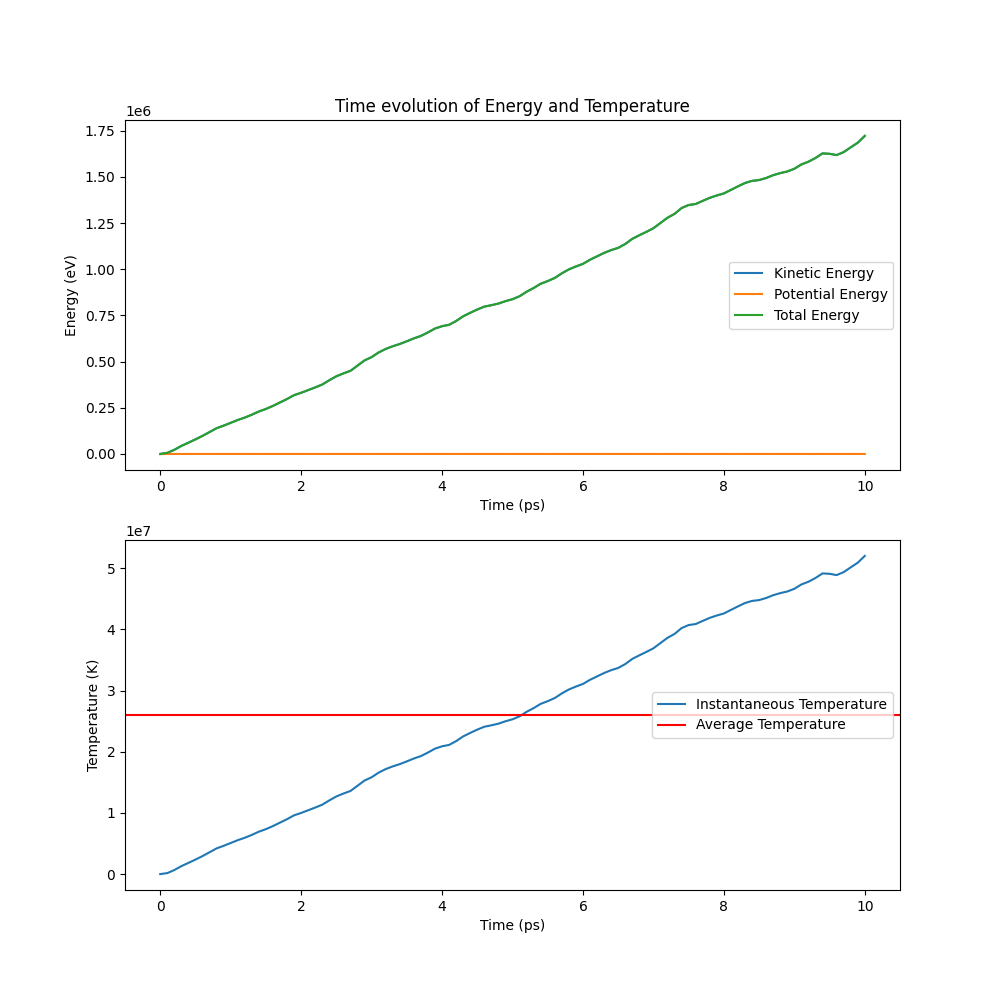 Time evolution of Energy and Temperature
1e6
1.75
1.50
1.25
1.00
0.75
0.50
0.25
0.00
Energy (eV)
Kinetic Energy
Potential Energy
Total Energy
0 2 4 6 8 10
Time (ps)
1e7
5
4
3
2
1
0
Temperature (K)
Instantaneous Temperature
Average Temperature
0 2 4 6 8 10
Time (ps)